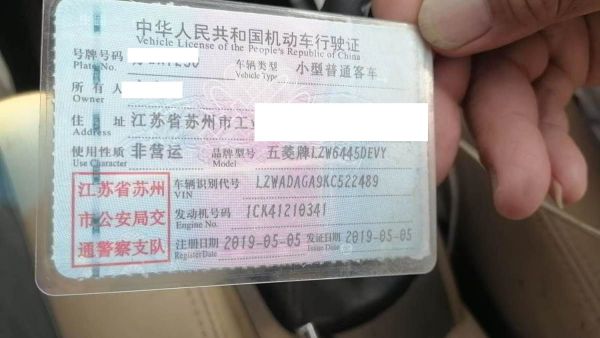 中华人民共和国机动车行驶证
Vehicle License of the People's Republic of China
号牌号码 车辆类型 小型普通客车
Plate No. Vehicle Type
所有人
Owner
住址 江苏省苏州市工
Address
使用性质 非营运 品牌型号 五菱牌LZW6445DEVY
Use Character Model
江苏省苏州
市公安局交
通警察支队
车辆识别代号 LZWADAGA9KC522489
VIN
发动机号码 1CK41210341
Engine No.
注册日期 2019-05-05 发证日期 2019-05-05
Register Date Issue Date